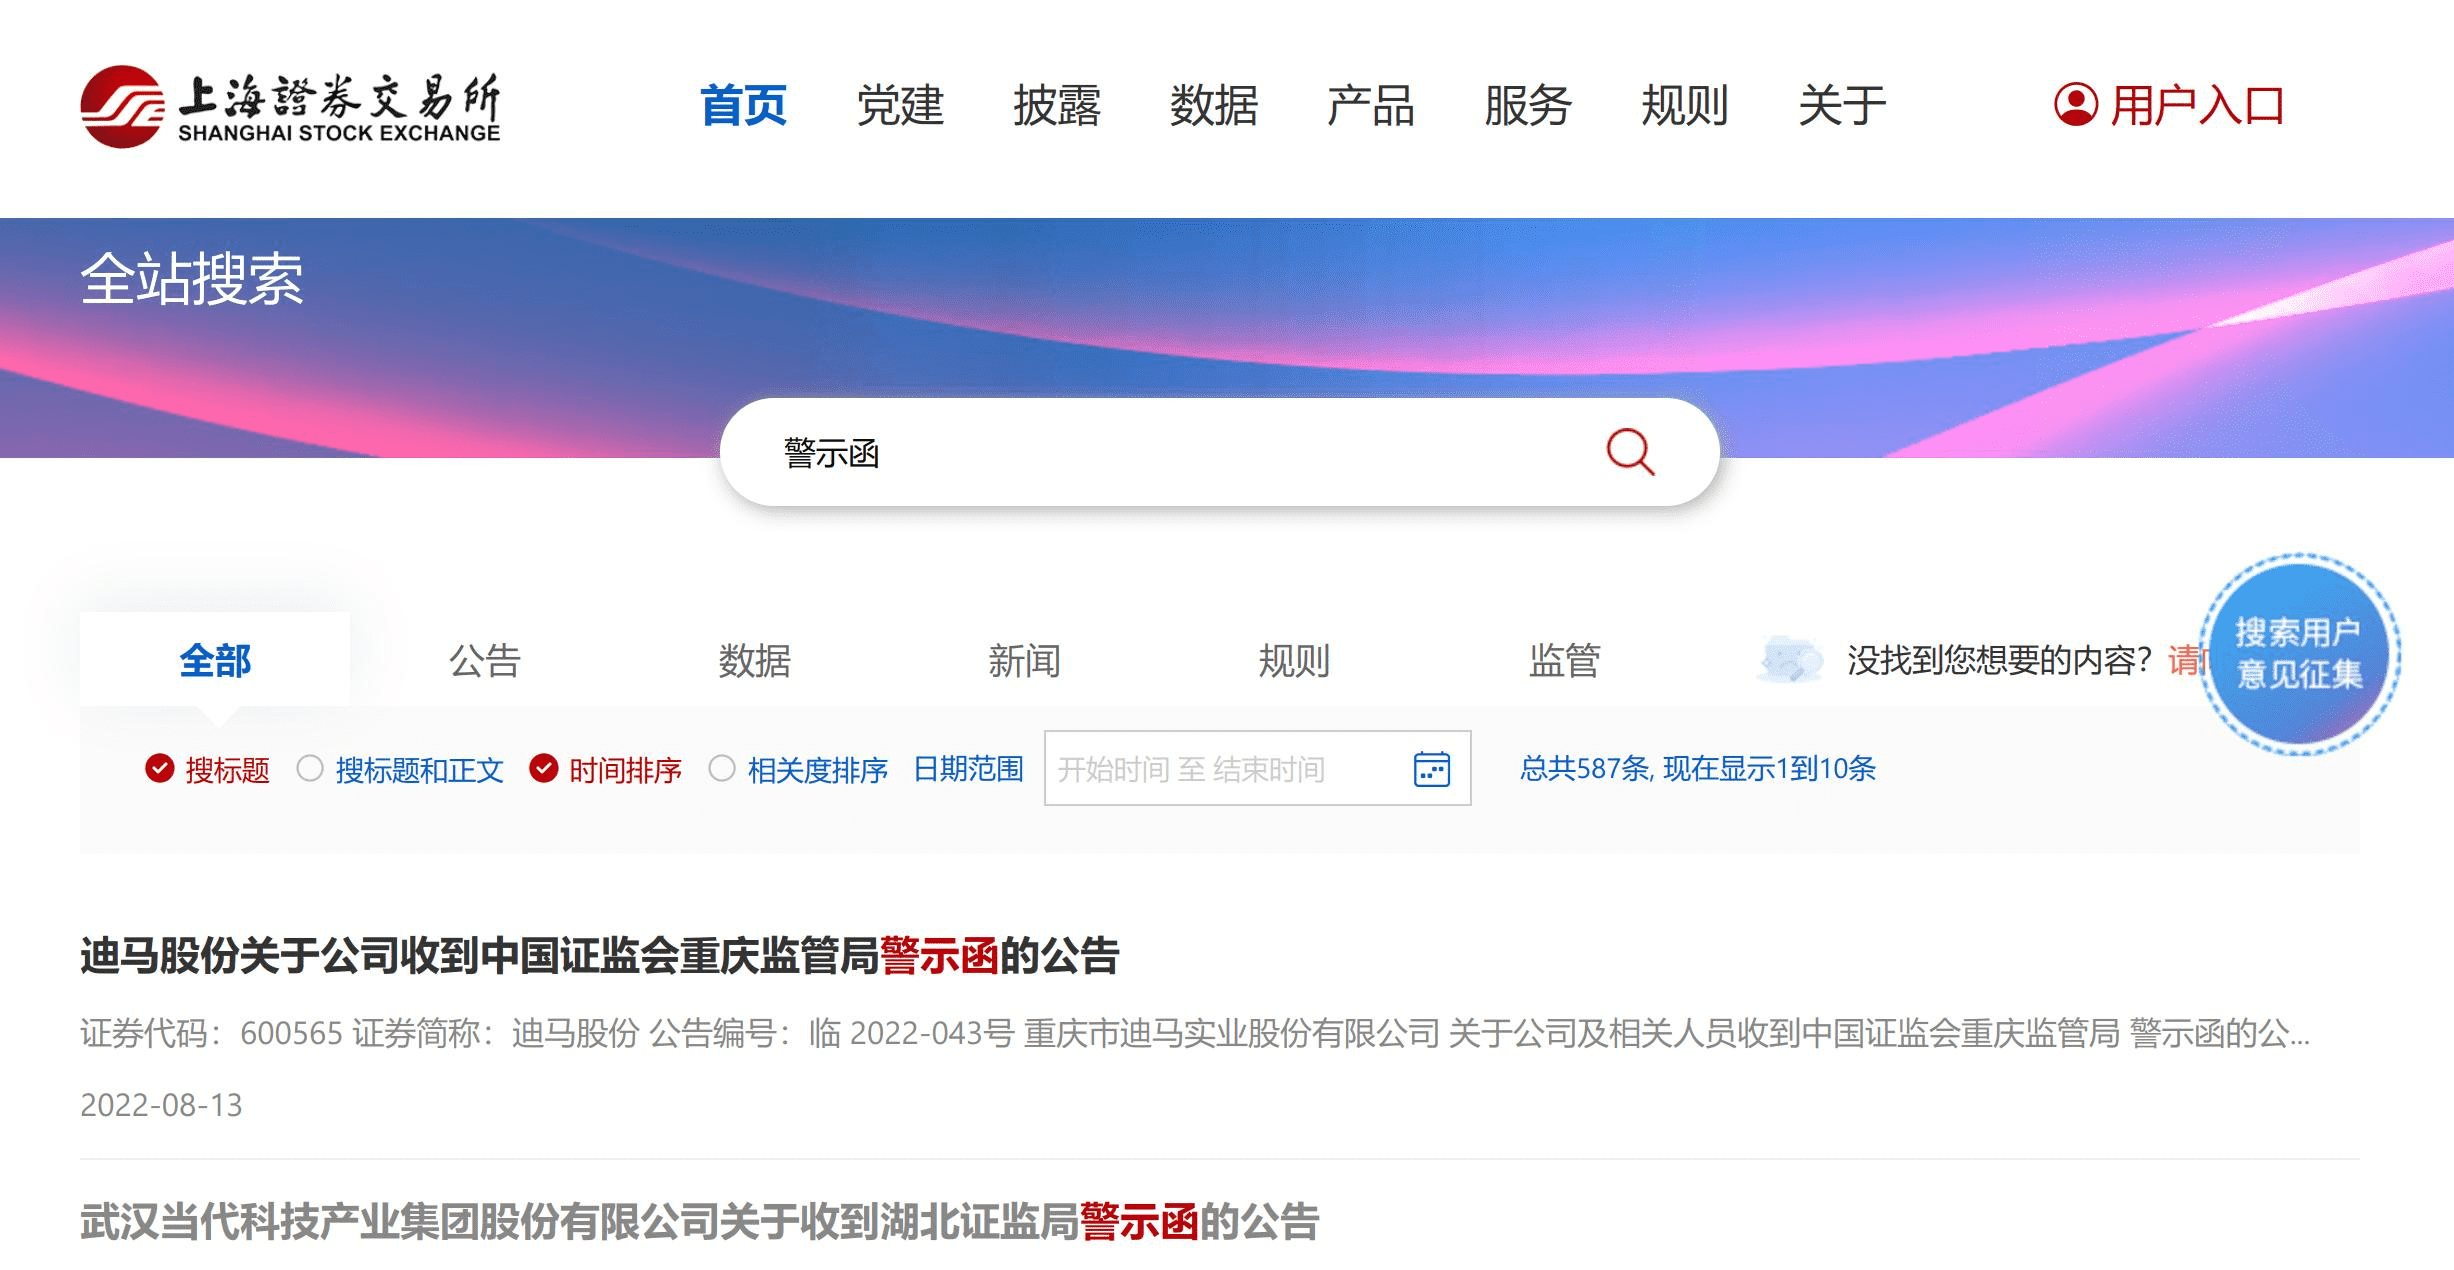 上海證券交易所
SHANGHAI STOCK EXCHANGE
首页 党建 披露 数据 产品 服务 规则 关于 用户入口
全站搜索
警示函
全部 公告 数据 新闻 规则 监管 没找到您想要的内容？请
搜索用户
意见征集
搜标题 搜标题和正文 时间排序 相关度排序 日期范围 开始时间 至 结束时间 总共587条, 现在显示1到10条
迪马股份关于公司收到中国证监会重庆监管局警示函的公告
证券代码：600565 证券简称：迪马股份 公告编号：临 2022-043号 重庆市迪马实业股份有限公司 关于公司及相关人员收到中国证监会重庆监管局 警示函的公...
2022-08-13
武汉当代科技产业集团股份有限公司关于收到湖北证监局警示函的公告